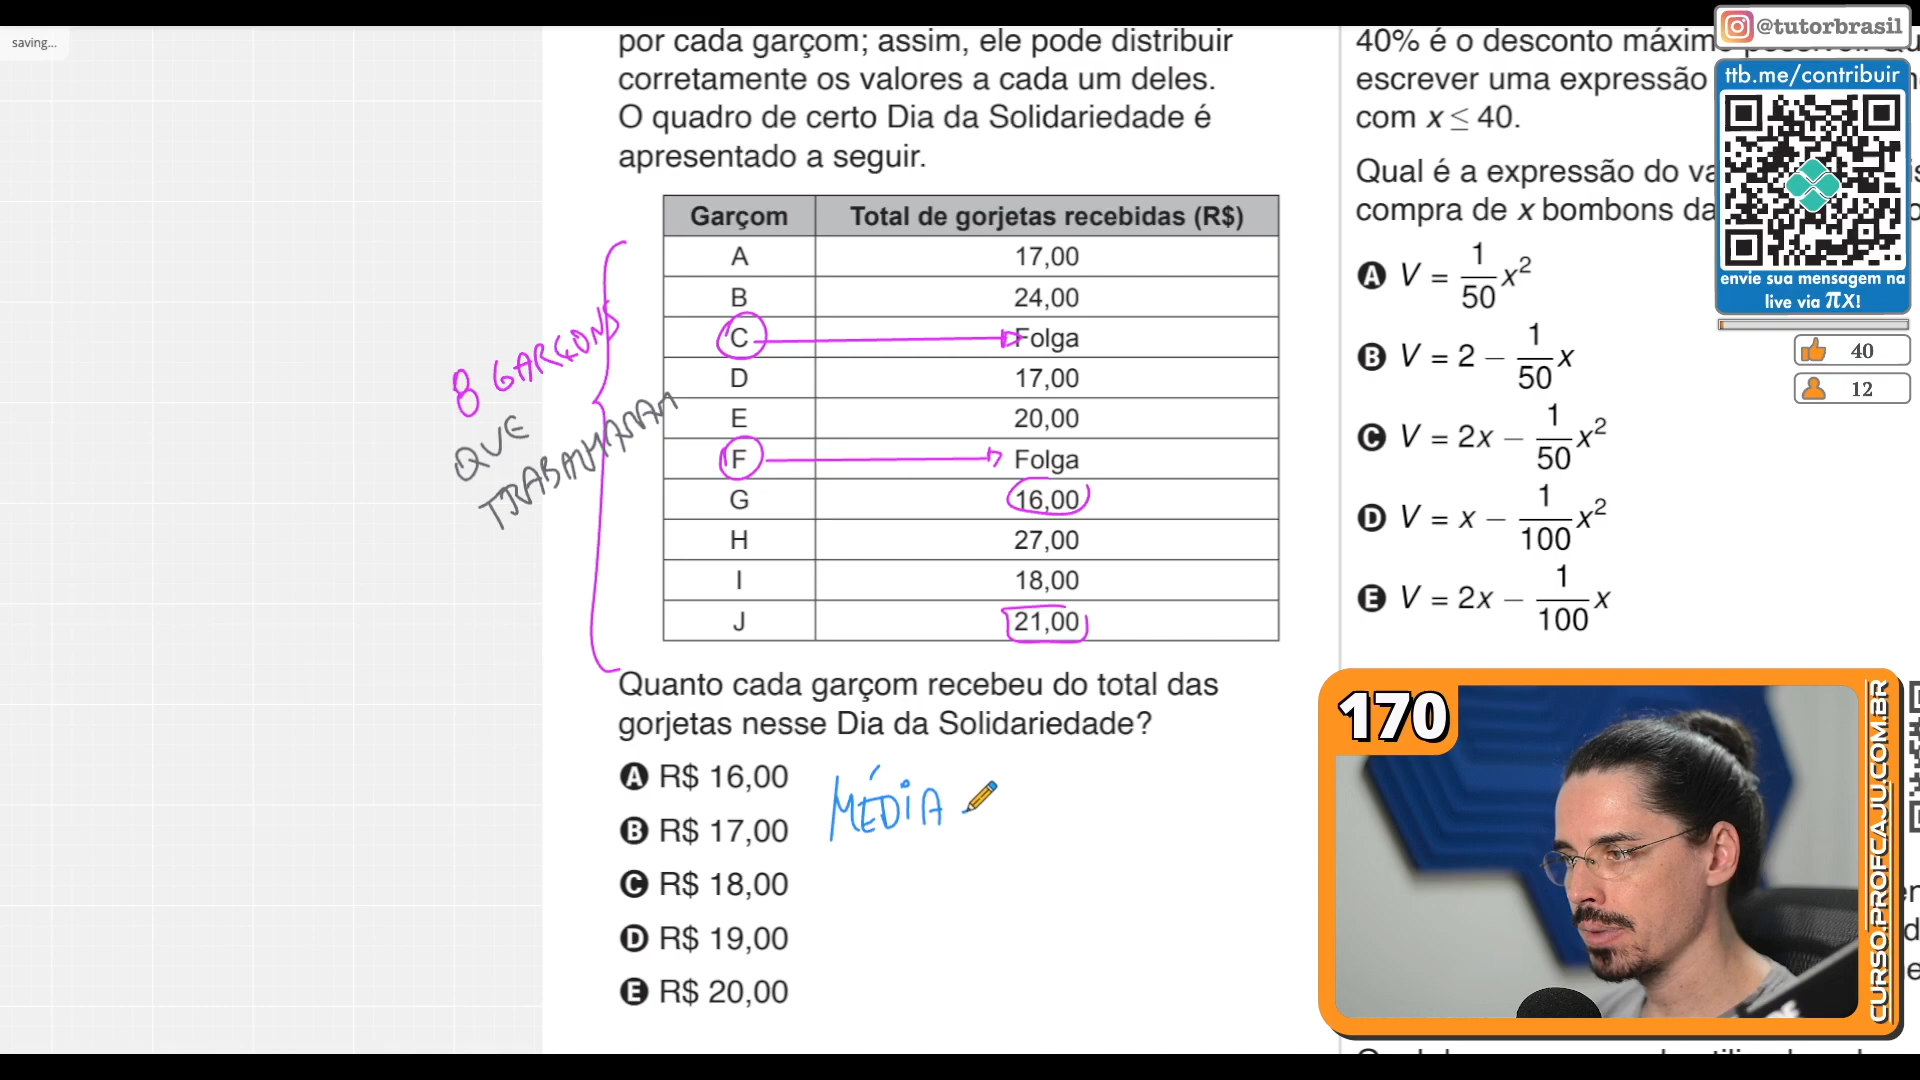 saving...
por cada garçom; assim, ele pode distribuir
corretamente os valores a cada um deles.
O quadro de certo Dia da Solidariedade é
apresentado a seguir.
Garçom Total de gorjetas recebidas (R$)
A 17,00
B 24,00
C Folga
D 17,00
E 20,00
F Folga
G 16,00
H 27,00
I 18,00
J 21,00
8 GARÇONS
QUE
TRABALHARAM
Quanto cada garçom recebeu do total das
gorjetas nesse Dia da Solidariedade?
A R$ 16,00
B R$ 17,00
C R$ 18,00
D R$ 19,00
E R$ 20,00
MÉDIA
40% é o desconto máximo
escrever uma expressão
com x ≤ 40.
Qual é a expressão do
compra de x bombons
A V = 1/50 x²
B V = 2 − 1/50 x
C V = 2x − 1/50 x²
D V = x − 1/100 x²
E V = 2x − 1/100 x
@tutorbrasil
ttb.me/contribuir
envie sua mensagem na
live via πX!
40
12
170
CURSO.PROFCAJU.COM.BR